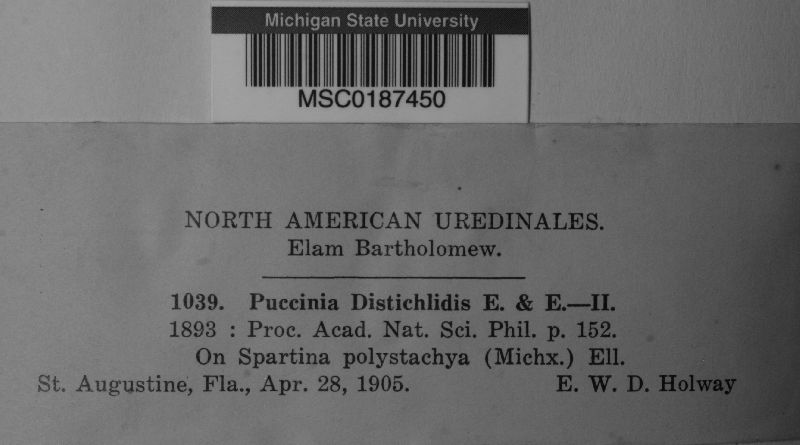 Michigan State University
MSC0187450
NORTH AMERICAN UREDINALES.
Elam Bartholomew.
1039. Puccinia Distichlidis E. & E.—II.
1893 : Proc. Acad. Nat. Sci. Phil. p. 152.
On Spartina polystachya (Michx.) Ell.
St. Augustine, Fla., Apr. 28, 1905. E. W. D. Holway